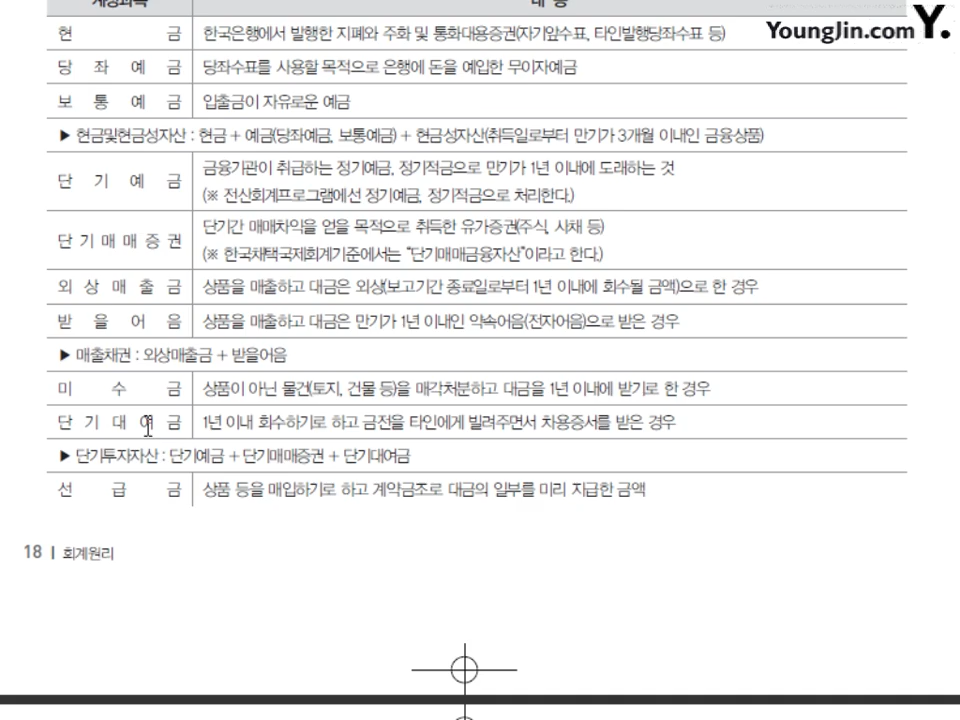 계정과목 내 용
YoungJin.com Y.
현 금 한국은행에서 발행한 지폐와 주화 및 통화대용증권(자기앞수표, 타인발행당좌수표 등)
당 좌 예 금 당좌수표를 사용할 목적으로 은행에 돈을 예입한 무이자예금
보 통 예 금 입출금이 자유로운 예금
▶ 현금및현금성자산 : 현금 + 예금(당좌예금, 보통예금) + 현금성자산(취득일로부터 만기가 3개월 이내인 금융상품)
단 기 예 금 금융기관이 취급하는 정기예금, 정기적금으로 만기가 1년 이내에 도래하는 것
(※ 전산회계프로그램에선 정기예금, 정기적금으로 처리한다.)
단 기 매 매 증 권 단기간 매매차익을 얻을 목적으로 취득한 유가증권(주식, 사채 등)
(※ 한국채택국제회계기준에서는 “단기매매금융자산”이라고 한다.)
외 상 매 출 금 상품을 매출하고 대금은 외상(보고기간 종료일로부터 1년 이내에 회수될 금액)으로 한 경우
받 을 어 음 상품을 매출하고 대금은 만기가 1년 이내인 약속어음(전자어음)으로 받은 경우
▶ 매출채권 : 외상매출금 + 받을어음
미 수 금 상품이 아닌 물건(토지, 건물 등)을 매각처분하고 대금을 1년 이내에 받기로 한 경우
단 기 대 여 금 1년 이내 회수하기로 하고 금전을 타인에게 빌려주면서 차용증서를 받은 경우
▶ 단기투자자산 : 단기예금 + 단기매매증권 + 단기대여금
선 급 금 상품 등을 매입하기로 하고 계약금조로 대금의 일부를 미리 지급한 금액
18 | 회계원리